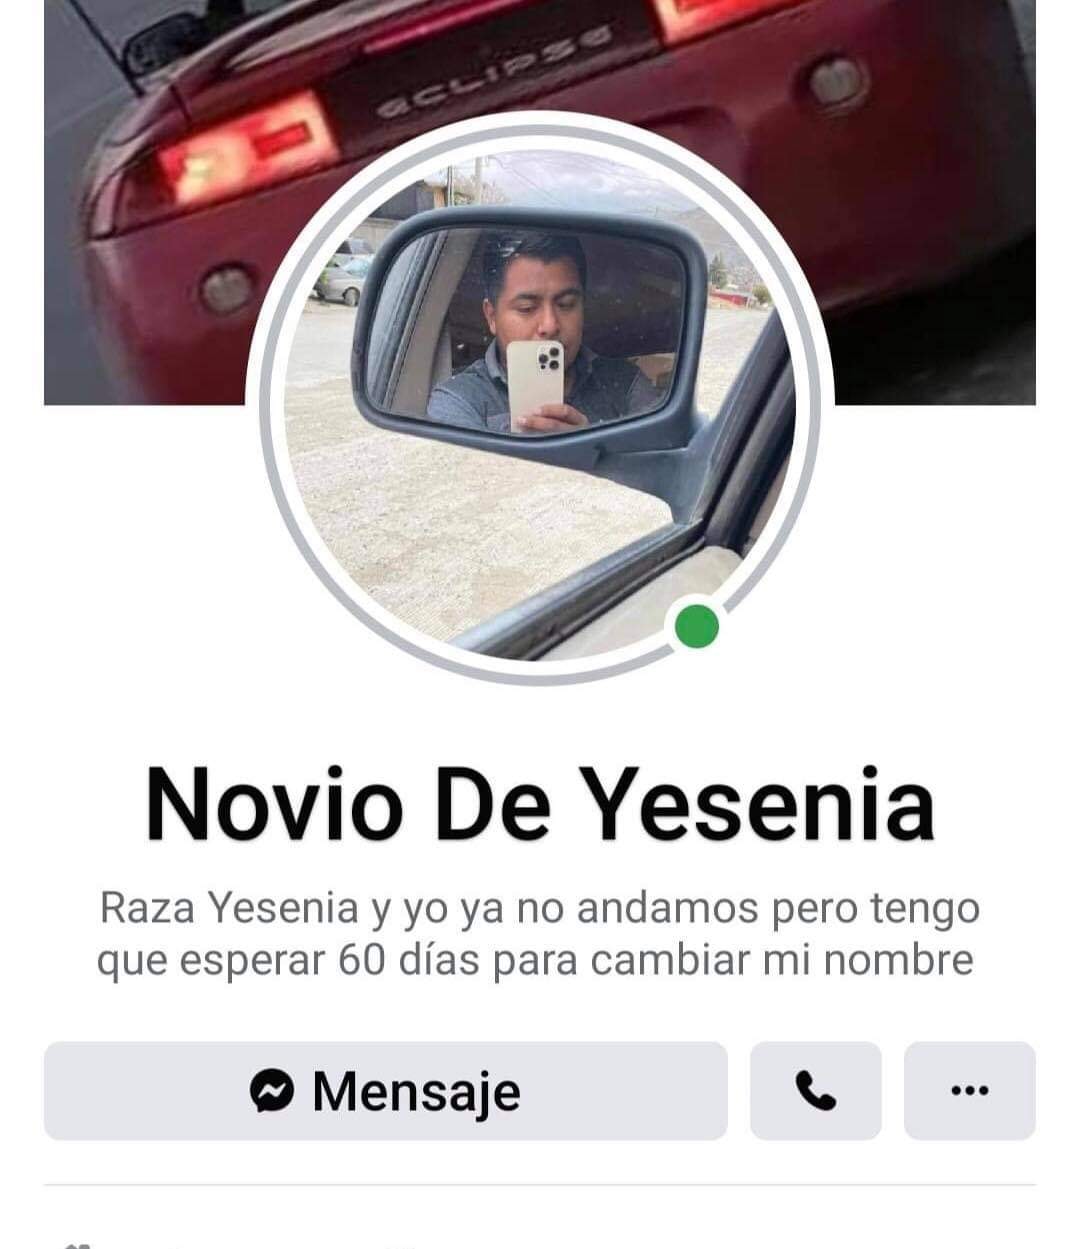 eclipse
Novio De Yesenia
Raza Yesenia y yo ya no andamos pero tengo
que esperar 60 días para cambiar mi nombre
Mensaje